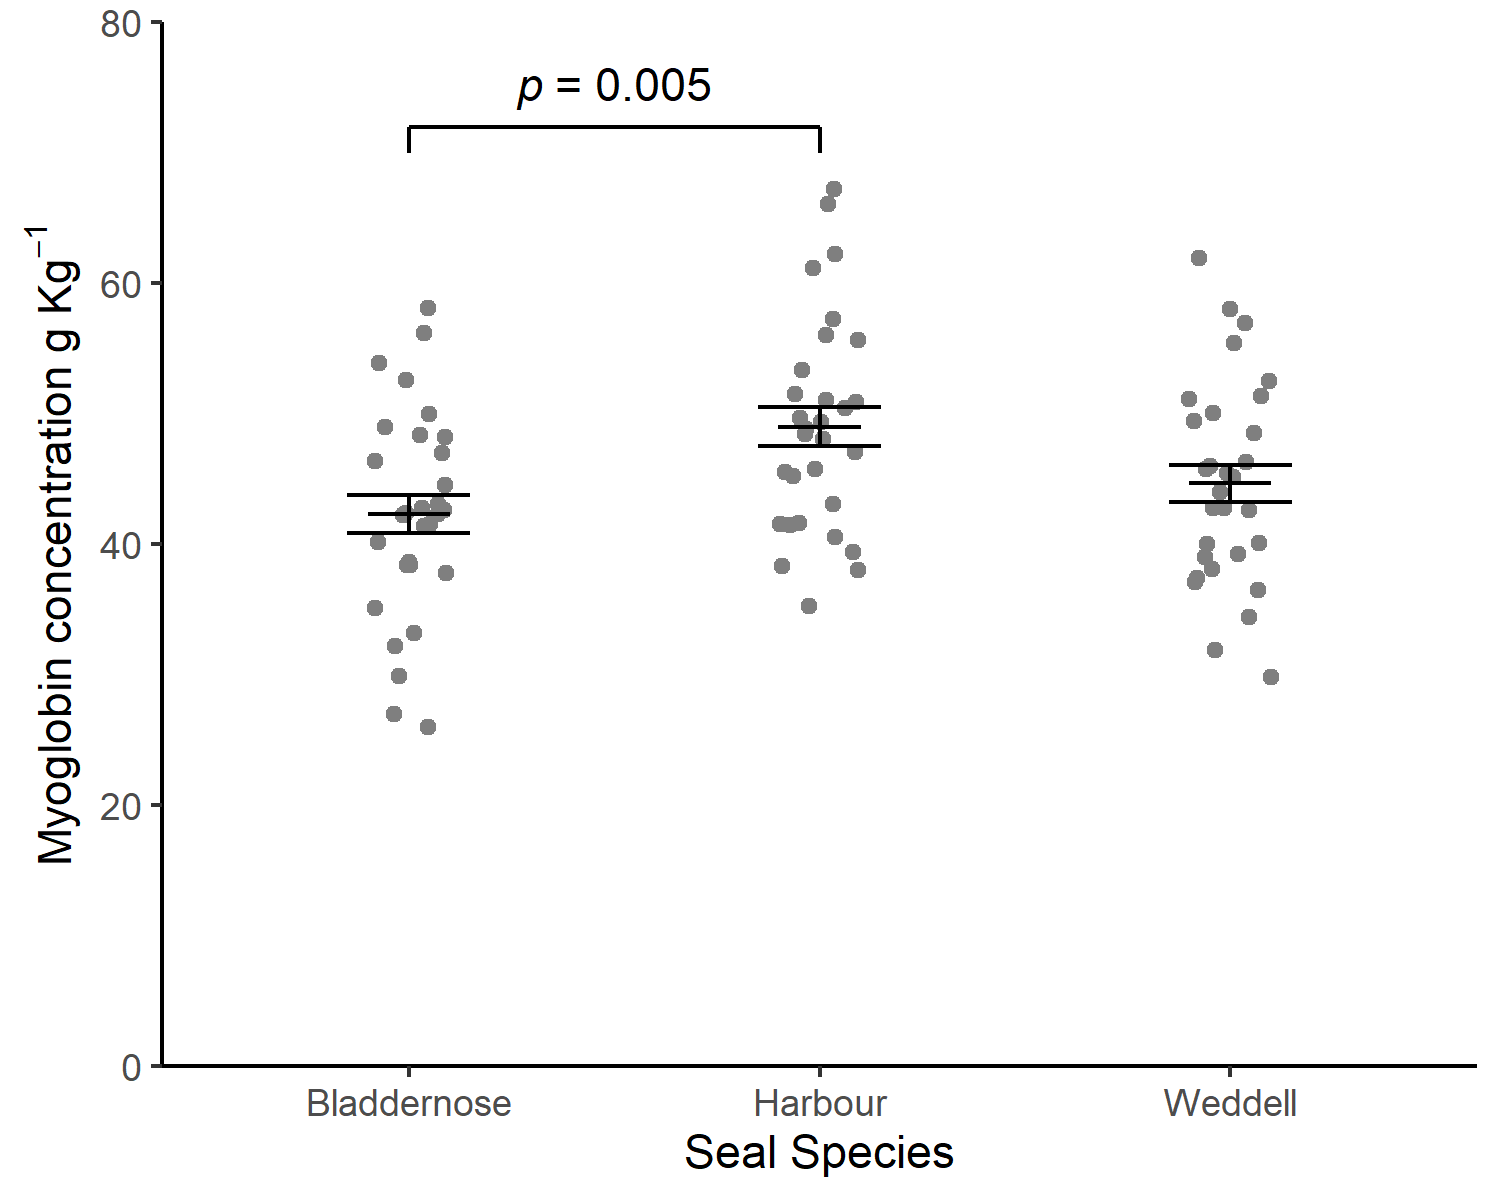 80
p = 0.005
60
40
20
0
Myoglobin concentration g Kg⁻¹
Bladdernose Harbour Weddell
Seal Species